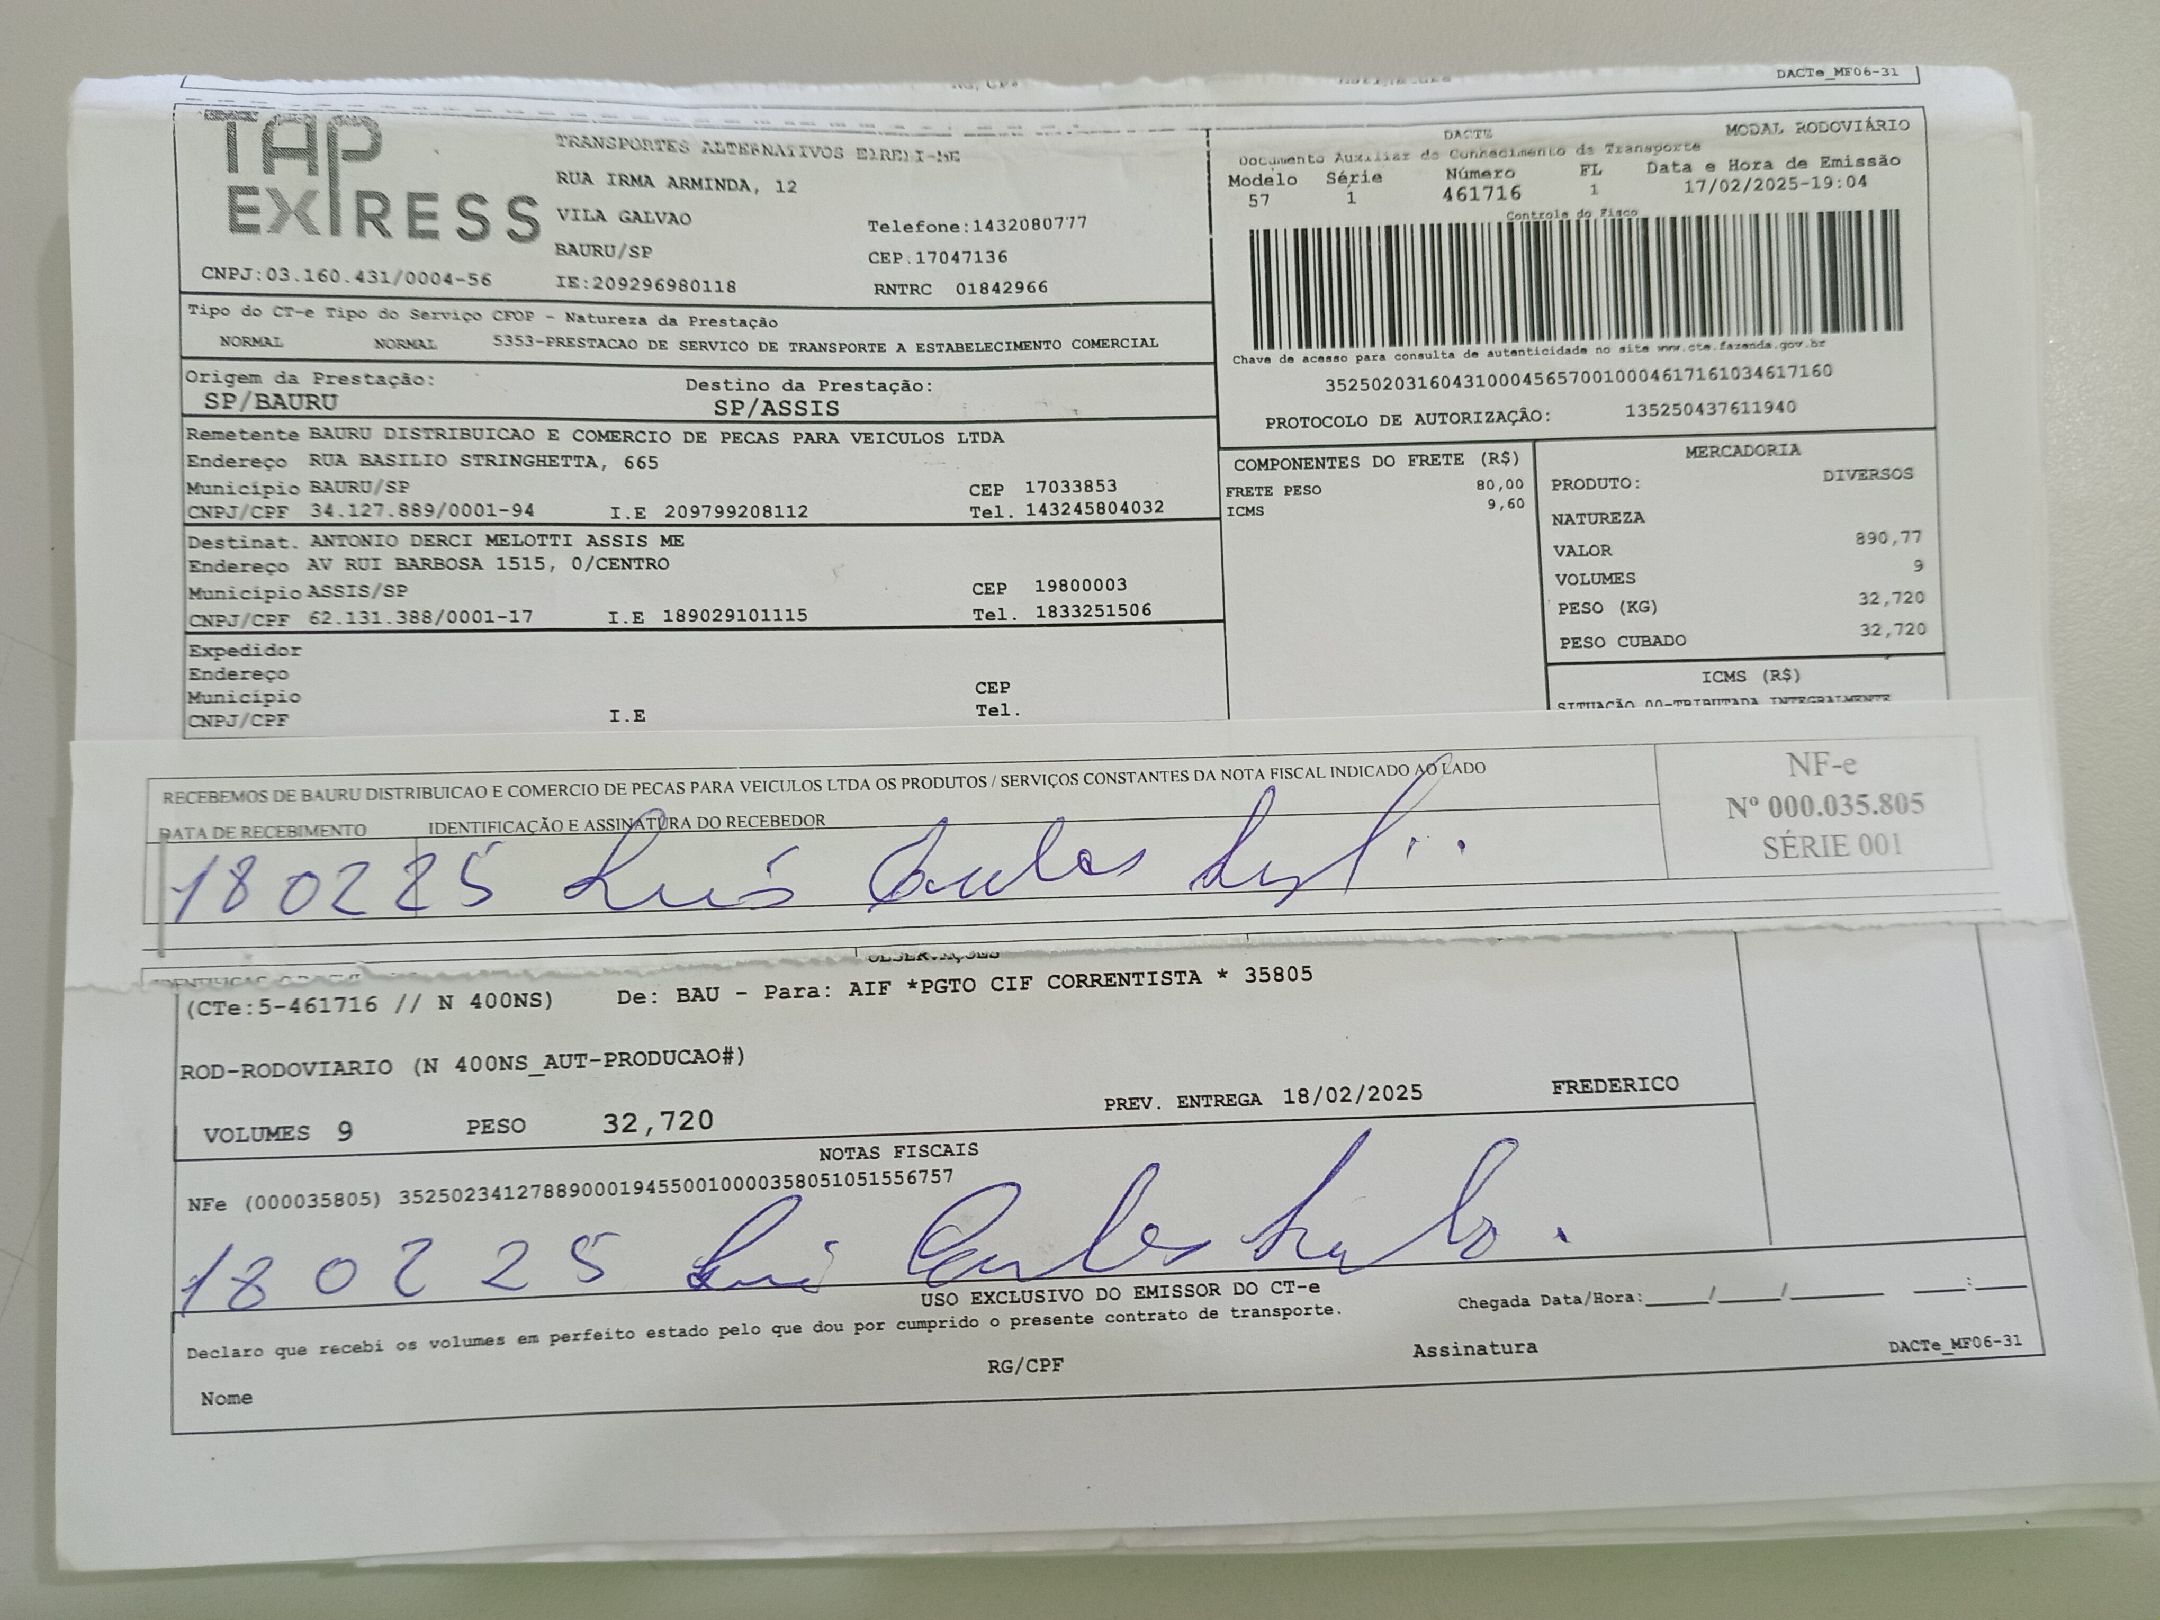 DACTe_MF06-31
TAP EXPRESS
TRANSPORTES ALTERNATIVOS EIRELI-ME
RUA IRMA ARMINDA, 12
VILA GALVAO
Telefone:1432080777
BAURU/SP
CEP.17047136
CNPJ:03.160.431/0004-56
IE:209296980118
RNTRC 01842966
DACTE
MODAL RODOVIÁRIO
Documento Auxiliar de Conhecimento de Transporte
Modelo Série Número FL Data e Hora de Emissão
57 1 461716 1 17/02/2025-19:04
Controle do Fisco
Chave de acesso para consulta de autenticidade no site www.cte.fazenda.gov.br
35250203160431000456570010004617161034617160
PROTOCOLO DE AUTORIZAÇÃO: 135250437611940
Tipo do CT-e Tipo do Serviço CFOP - Natureza da Prestação
NORMAL NORMAL 5353-PRESTACAO DE SERVICO DE TRANSPORTE A ESTABELECIMENTO COMERCIAL
Origem da Prestação: Destino da Prestação:
SP/BAURU SP/ASSIS
Remetente BAURU DISTRIBUICAO E COMERCIO DE PECAS PARA VEICULOS LTDA
Endereço RUA BASILIO STRINGHETTA, 665
Município BAURU/SP CEP 17033853
CNPJ/CPF 34.127.889/0001-94 I.E 209799208112 Tel. 143245804032
Destinat. ANTONIO DERCI MELOTTI ASSIS ME
Endereço AV RUI BARBOSA 1515, 0/CENTRO
Município ASSIS/SP CEP 19800003
CNPJ/CPF 62.131.388/0001-17 I.E 189029101115 Tel. 1833251506
Expedidor
Endereço
Município CEP
CNPJ/CPF I.E Tel.
COMPONENTES DO FRETE (R$)
FRETE PESO 80,00
ICMS 9,60
MERCADORIA
PRODUTO: DIVERSOS
NATUREZA
VALOR 890,77
VOLUMES 9
PESO (KG) 32,720
PESO CUBADO 32,720
ICMS (R$)
SITUAÇÃO 00-TRIBUTADA INTEGRALMENTE
RECEBEMOS DE BAURU DISTRIBUICAO E COMERCIO DE PECAS PARA VEICULOS LTDA OS PRODUTOS / SERVIÇOS CONSTANTES DA NOTA FISCAL INDICADO AO LADO
DATA DE RECEBIMENTO IDENTIFICAÇÃO E ASSINATURA DO RECEBEDOR
180225 Luis Carlos
NF-e
Nº 000.035.805
SÉRIE 001
OBSERVAÇÕES
(CTe:5-461716 // N 400NS) De: BAU - Para: AIF *PGTO CIF CORRENTISTA * 35805
ROD-RODOVIARIO (N 400NS_AUT-PRODUCAO#)
VOLUMES 9 PESO 32,720 PREV. ENTREGA 18/02/2025 FREDERICO
NOTAS FISCAIS
NFe (000035805) 35250234127889000194550010000358051051556757
180225 Luis Carlos
USO EXCLUSIVO DO EMISSOR DO CT-e
Declaro que recebi os volumes em perfeito estado pelo que dou por cumprido o presente contrato de transporte.
Chegada Data/Hora:____/____/______ ___:___
Nome RG/CPF Assinatura DACTe_MF06-31